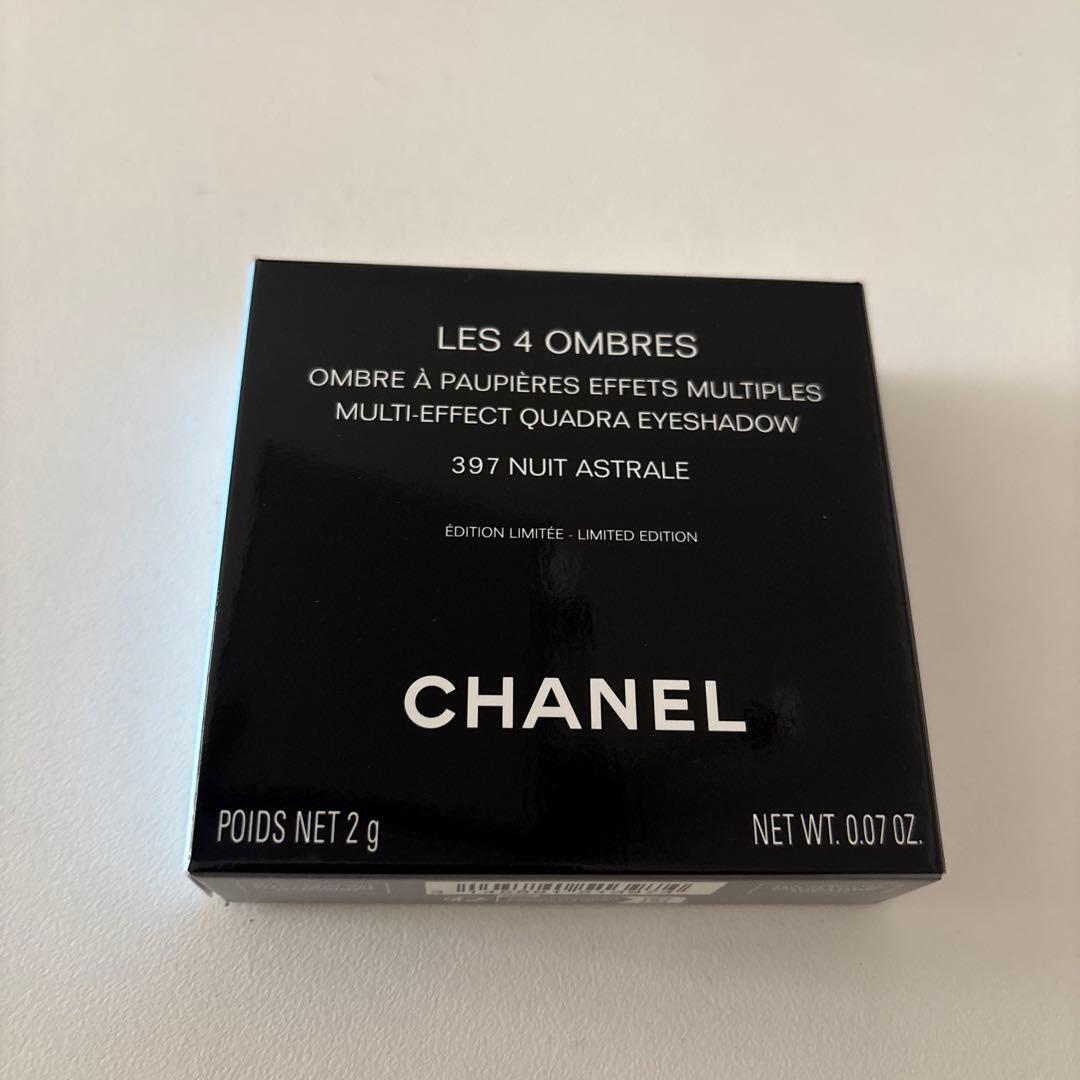 LES 4 OMBRES
OMBRE À PAUPIÈRES EFFETS MULTIPLES
MULTI-EFFECT QUADRA EYESHADOW
397 NUIT ASTRALE
ÉDITION LIMITÉE - LIMITED EDITION
CHANEL
POIDS NET 2 g
NET WT. 0.07 OZ.